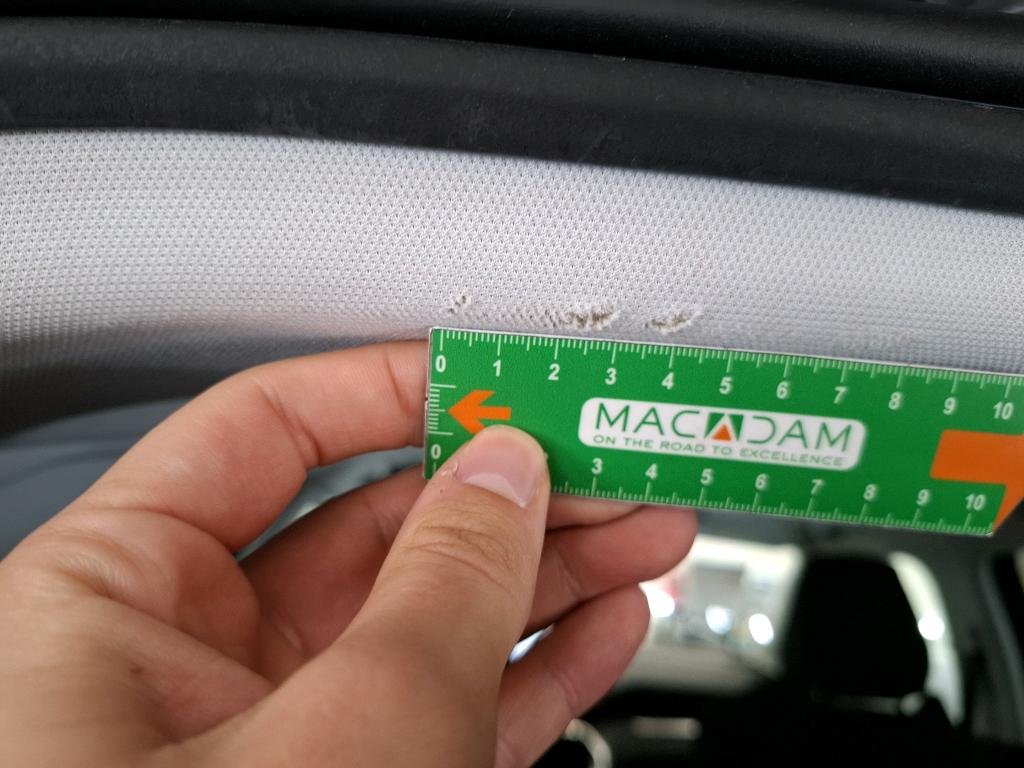 0 1 2 3 4 5 6 7 8 9 10
MACADAM
ON THE ROAD TO EXCELLENCE
0 3 4 5 6 7 8 9 10